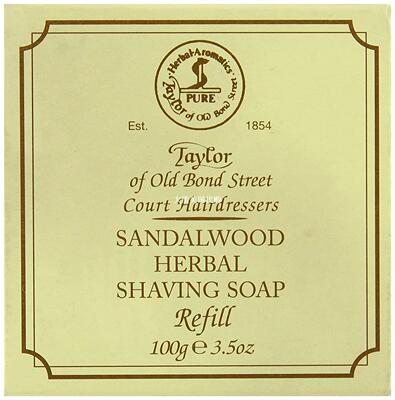 Herbal-Aromatics
PURE
Taylor of Old Bond Street
Est. 1854
Taylor
of Old Bond Street
Court Hairdressers
SANDALWOOD
HERBAL
SHAVING SOAP
Refill
100g e 3.5oz